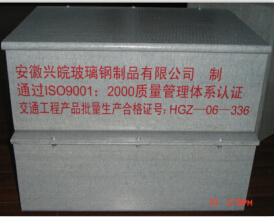 安徽兴皖玻璃钢制品有限公司 制
通过ISO9001：2000质量管理体系认证
交通工程产品批量生产合格证号：HGZ—06—336